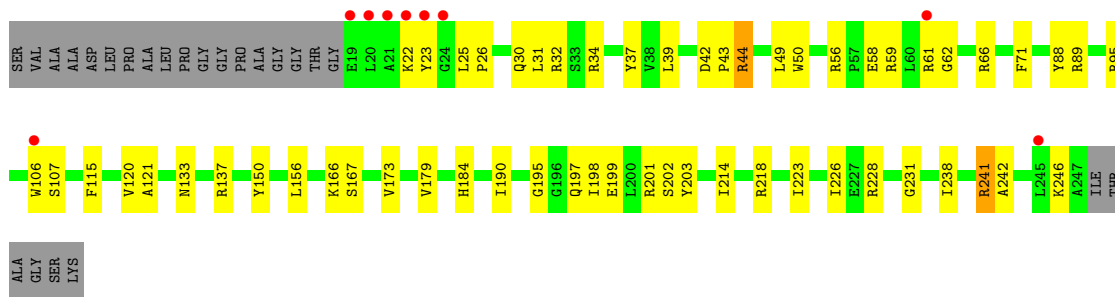 SER VAL ALA ALA ASP LEU PRO ALA LEU PRO GLY GLY PRO ALA GLY GLY THR GLY E19 L20 A21 K22 Y23 G24 L25 P26 Q30 L31 R32 S33 R34 Y37 V38 L39 D42 P43 R44 L49 W50 R56 P57 E58 R59 L60 R61 G62 R66 F71 Y88 R89
W106 S107 F115 V120 A121 N133 R137 Y150 L156 K166 S167 V173 V179 H184 I190 G195 G196 Q197 I198 E199 L200 R201 S202 Y203 I214 R218 I223 I226 E227 R228 G231 I238 R241 A242 L245 K246 A247 ILE THR
ALA GLY SER LYS